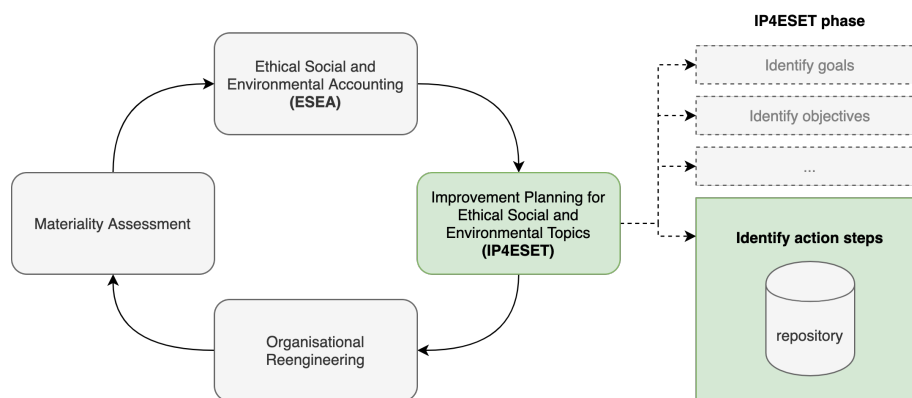 IP4ESET phase
Ethical Social and
Environmental Accounting
(ESEA)
Identify goals
Identify objectives
...
Materiality Assessment
Improvement Planning for
Ethical Social and
Environmental Topics
(IP4ESET)
Identify action steps
repository
Organisational
Reengineering